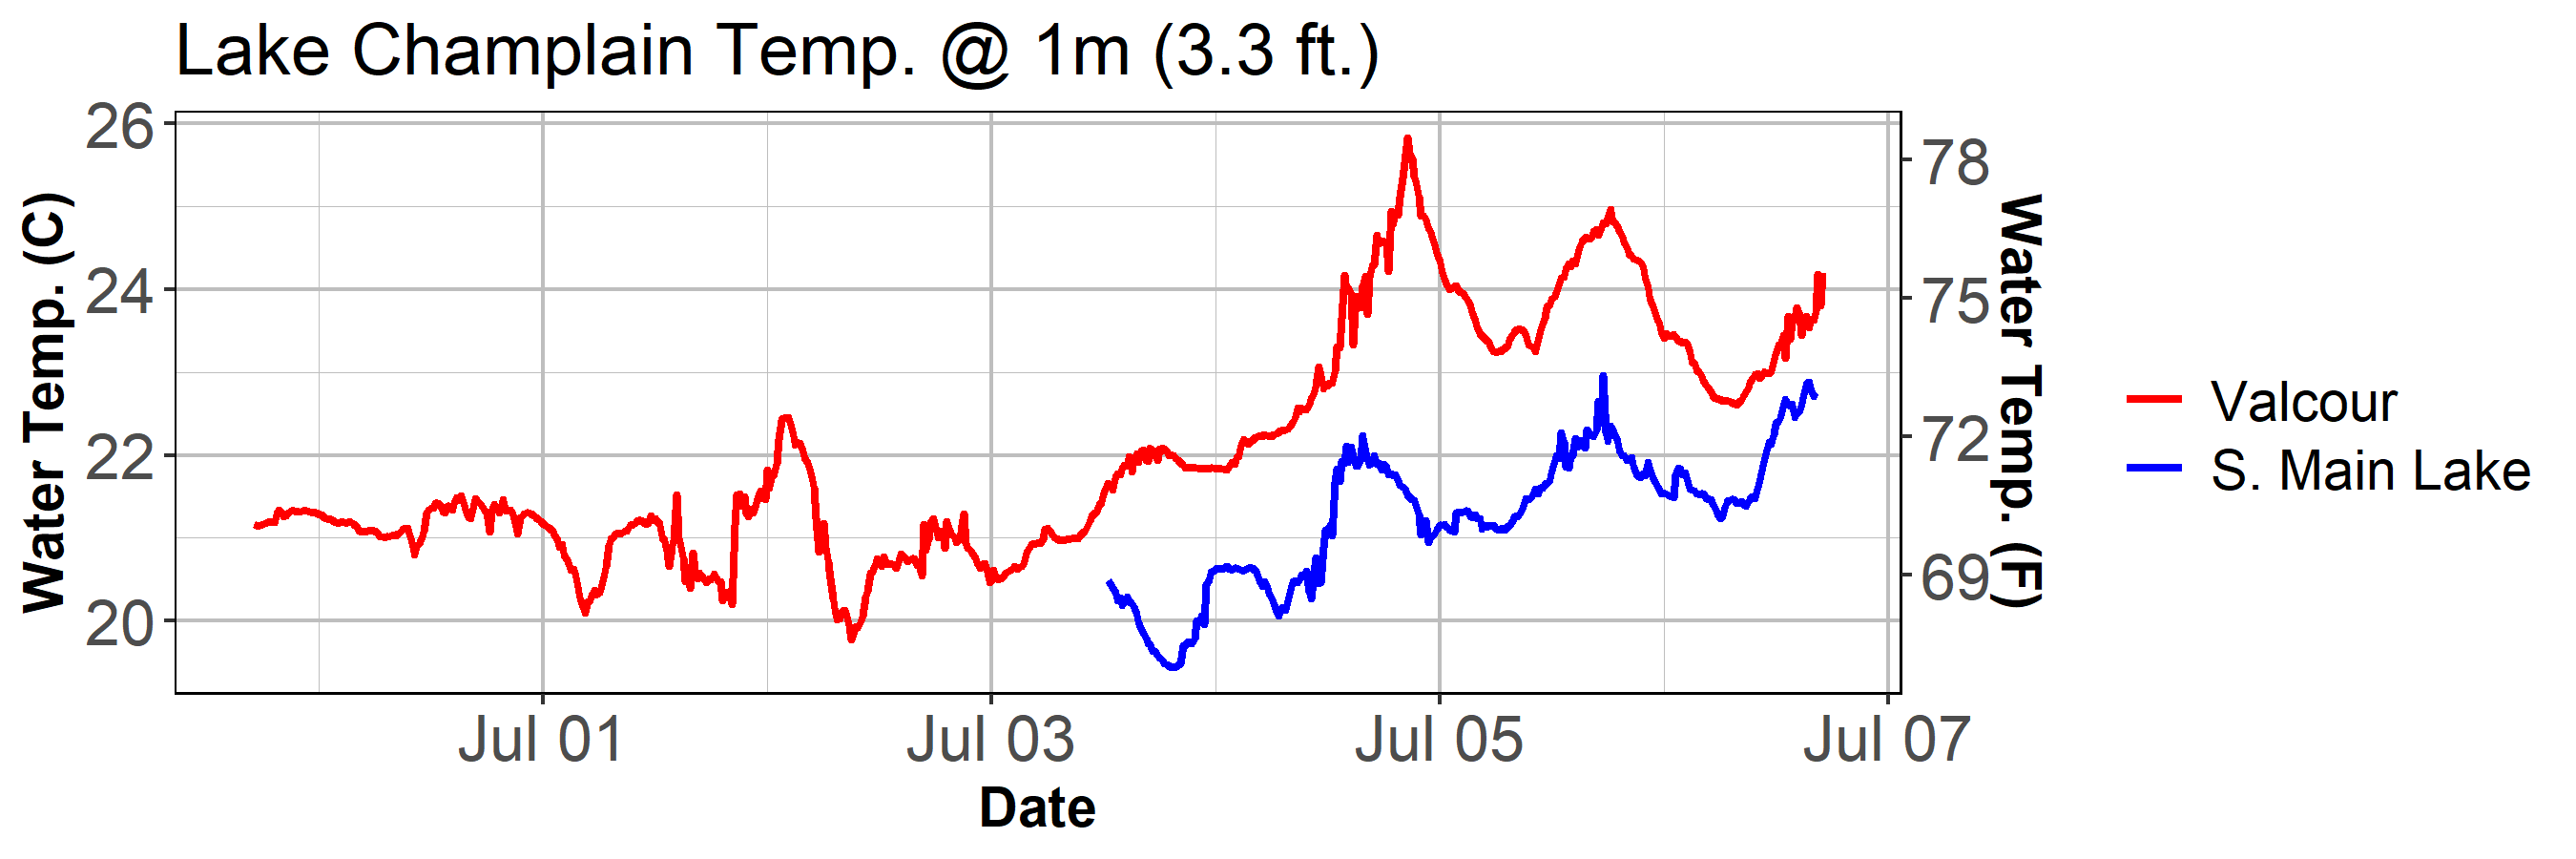 Lake Champlain Temp. @ 1m (3.3 ft.)
Water Temp. (C)
26
24
22
20
78
75
72
69
Water Temp. (F)
Jul 01
Jul 03
Jul 05
Jul 07
Date
Valcour
S. Main Lake